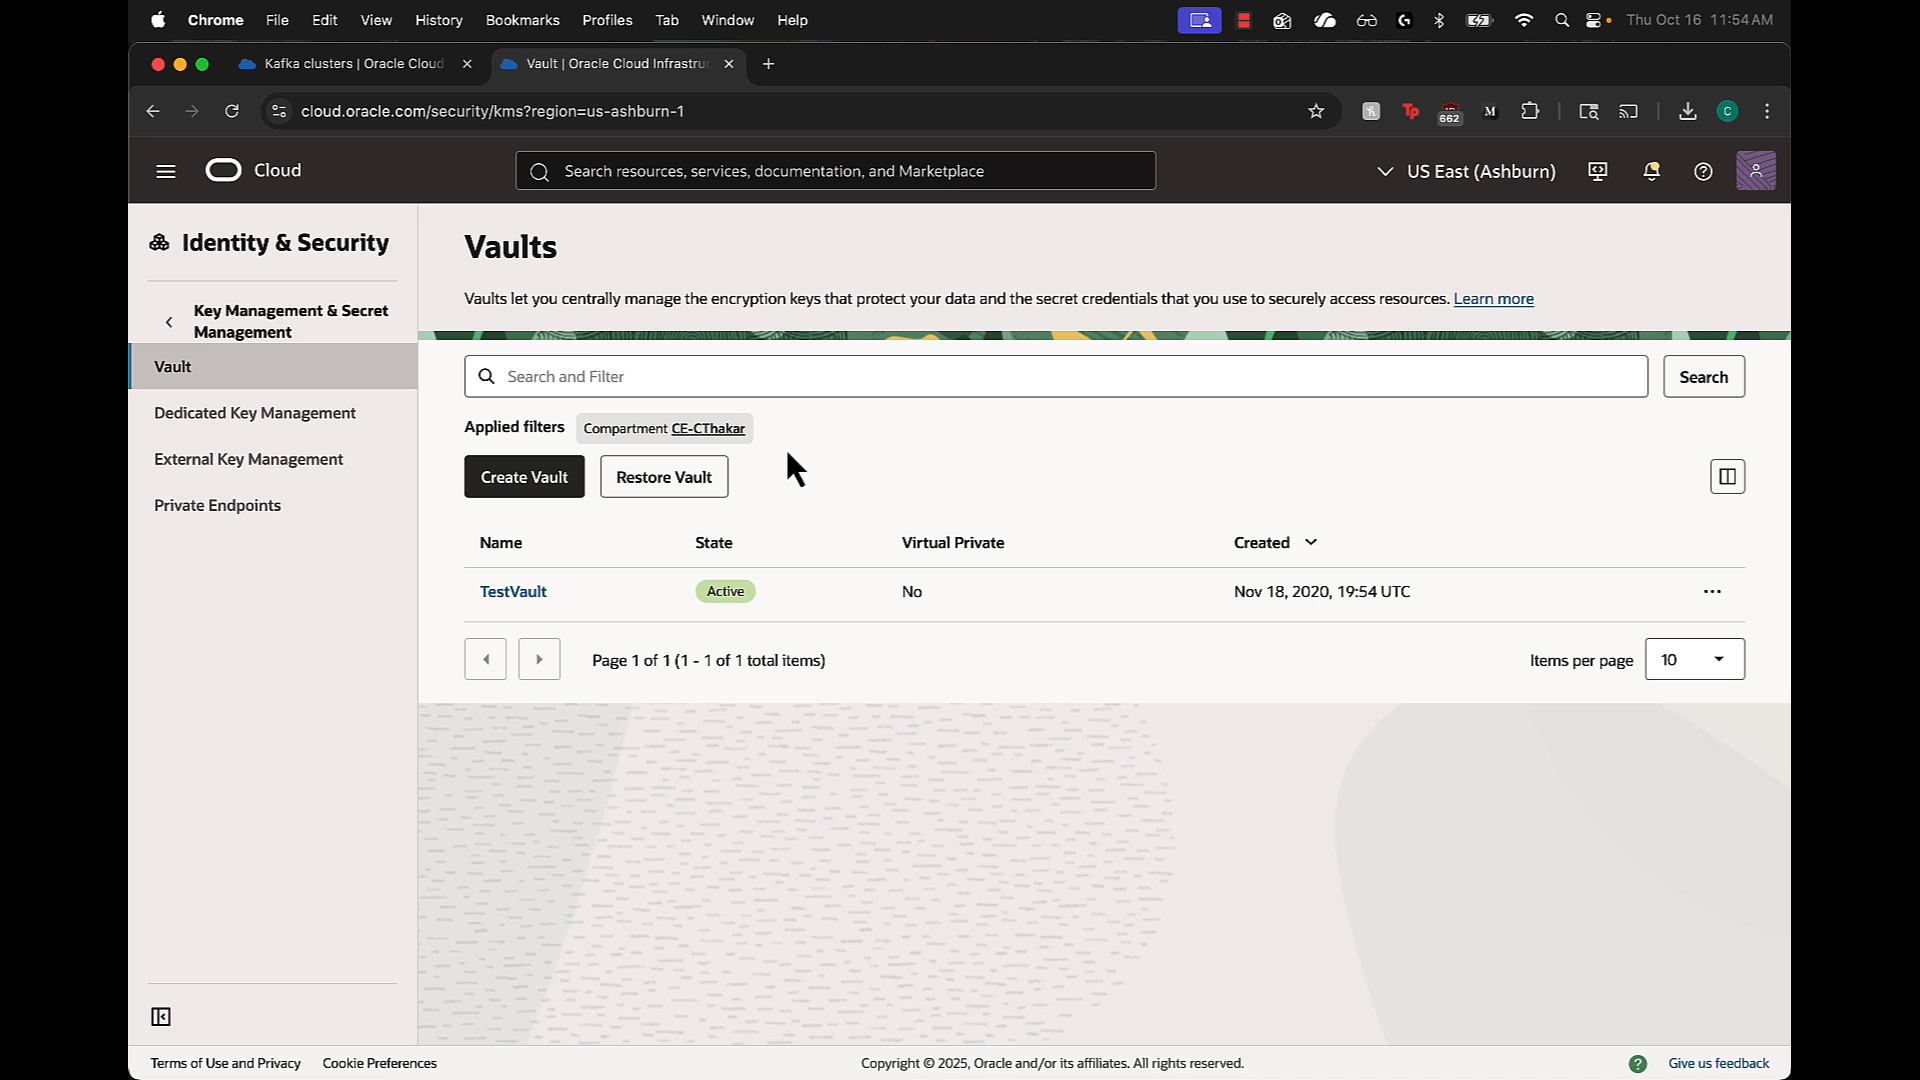 Chrome File Edit View History Bookmarks Profiles Tab Window Help Thu Oct 16 11:54 AM
Kafka clusters | Oracle Cloud
Vault | Oracle Cloud Infrastruc
cloud.oracle.com/security/kms?region=us-ashburn-1
Tp
662
M
C
Cloud
Search resources, services, documentation, and Marketplace
US East (Ashburn)
Identity & Security
Key Management & Secret
Management
Vault
Dedicated Key Management
External Key Management
Private Endpoints
Vaults
Vaults let you centrally manage the encryption keys that protect your data and the secret credentials that you use to securely access resources. Learn more
Search and Filter
Search
Applied filters Compartment CE-CThakar
Create Vault Restore Vault
Name State Virtual Private Created
TestVault Active No Nov 18, 2020, 19:54 UTC
Page 1 of 1 (1 - 1 of 1 total items)
Items per page 10
Terms of Use and Privacy Cookie Preferences
Copyright © 2025, Oracle and/or its affiliates. All rights reserved.
Give us feedback